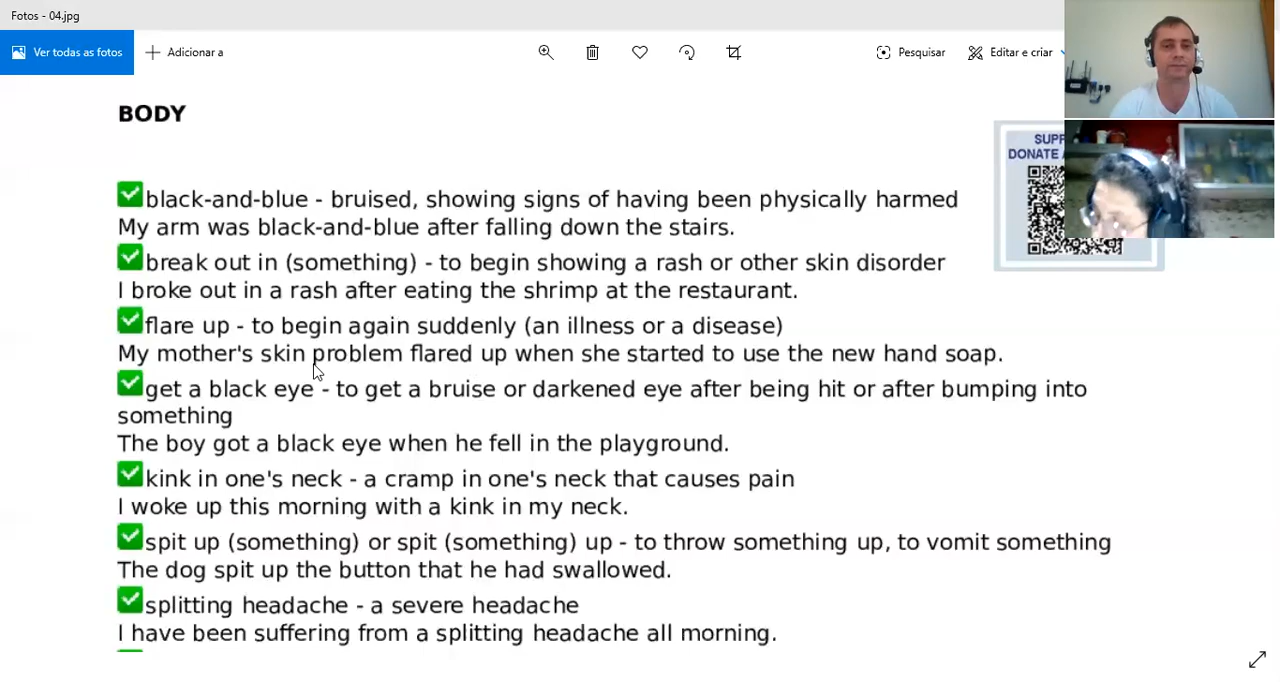 Fotos - 04.jpg
Ver todas as fotos
Adicionar a
Pesquisar
Editar e criar
BODY
SUPP
DONATE
black-and-blue - bruised, showing signs of having been physically harmed
My arm was black-and-blue after falling down the stairs.
break out in (something) - to begin showing a rash or other skin disorder
I broke out in a rash after eating the shrimp at the restaurant.
flare up - to begin again suddenly (an illness or a disease)
My mother's skin problem flared up when she started to use the new hand soap.
get a black eye - to get a bruise or darkened eye after being hit or after bumping into
something
The boy got a black eye when he fell in the playground.
kink in one's neck - a cramp in one's neck that causes pain
I woke up this morning with a kink in my neck.
spit up (something) or spit (something) up - to throw something up, to vomit something
The dog spit up the button that he had swallowed.
splitting headache - a severe headache
I have been suffering from a splitting headache all morning.